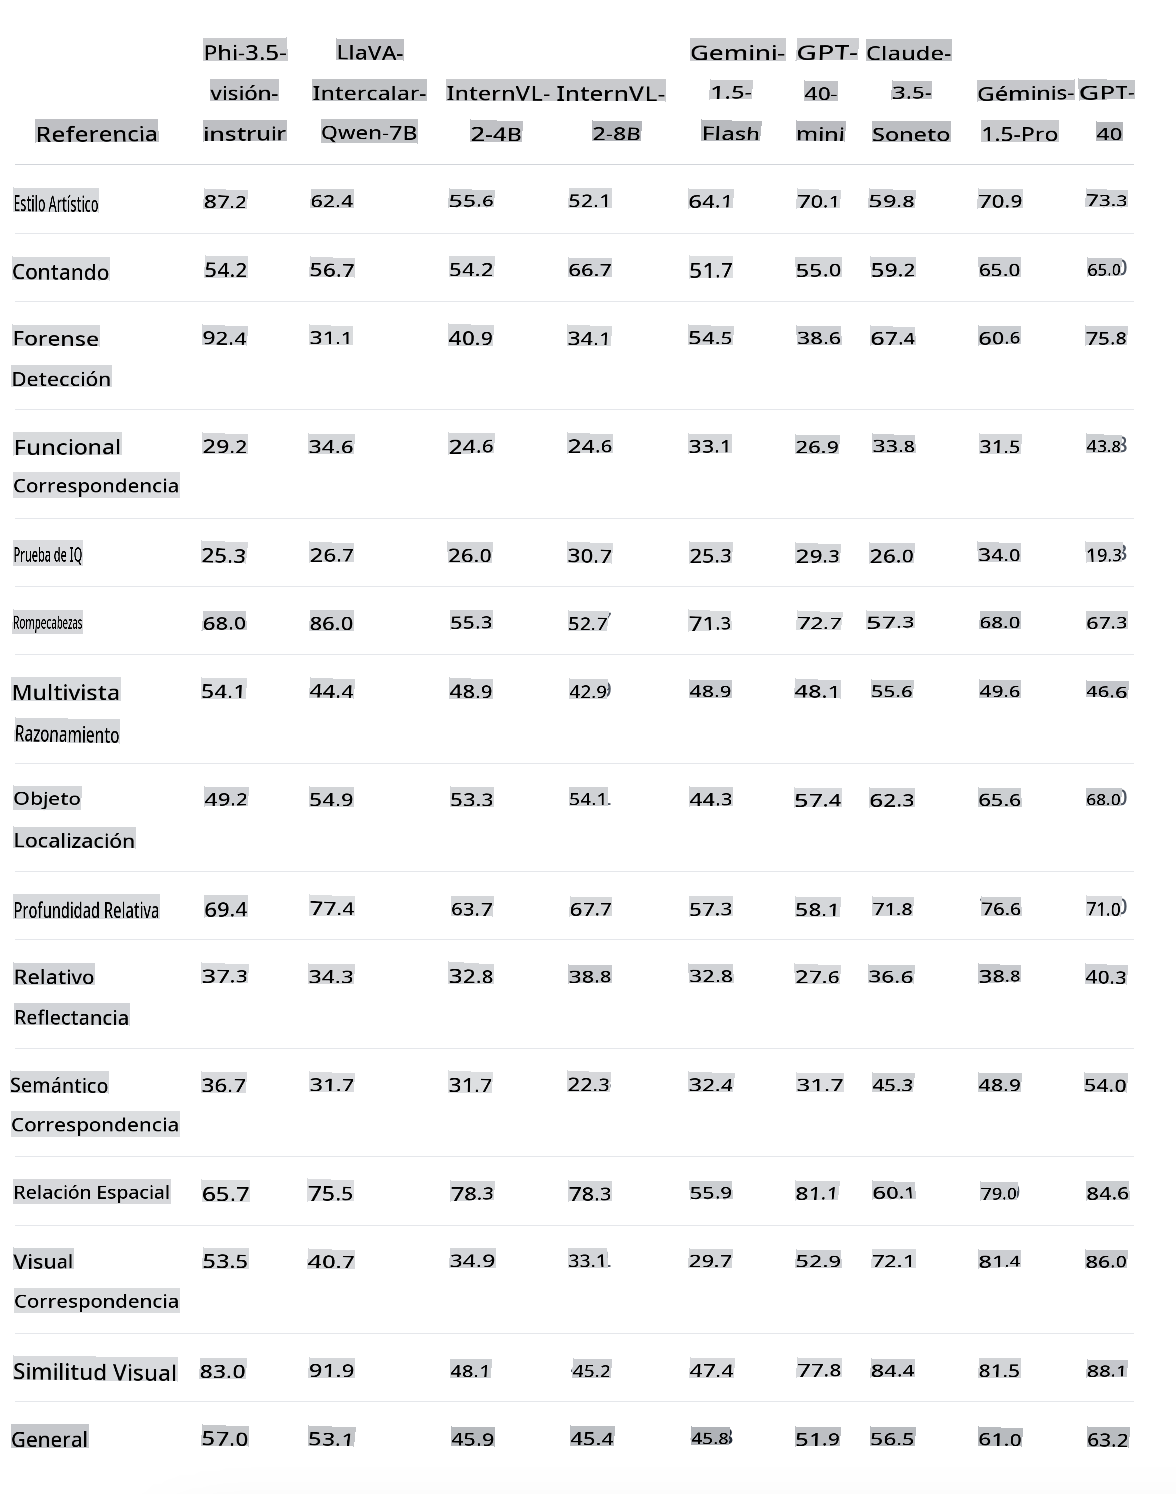 Phi-3.5- LlaVA- Gemini- GPT- Claude-
visión- Intercalar- InternVL- InternVL- 1.5- 40- 3.5- Géminis- GPT-
Referencia instruir Qwen-7B 2-4B 2-8B Flash mini Soneto 1.5-Pro 40
Estilo Artístico 87.2 62.4 55.6 52.1 64.1 70.1 59.8 70.9 73.3
Contando 54.2 56.7 54.2 66.7 51.7 55.0 59.2 65.0 65.0
Forense 92.4 31.1 40.9 34.1 54.5 38.6 67.4 60.6 75.8
Detección
Funcional 29.2 34.6 24.6 24.6 33.1 26.9 33.8 31.5 43.8
Correspondencia
Prueba de IQ 25.3 26.7 26.0 30.7 25.3 29.3 26.0 34.0 19.3
Rompecabezas 68.0 86.0 55.3 52.7 71.3 72.7 57.3 68.0 67.3
Multivista 54.1 44.4 48.9 42.9 48.9 48.1 55.6 49.6 46.6
Razonamiento
Objeto 49.2 54.9 53.3 54.1 44.3 57.4 62.3 65.6 68.0
Localización
Profundidad Relativa 69.4 77.4 63.7 67.7 57.3 58.1 71.8 76.6 71.0
Relativo 37.3 34.3 32.8 38.8 32.8 27.6 36.6 38.8 40.3
Reflectancia
Semántico 36.7 31.7 31.7 22.3 32.4 31.7 45.3 48.9 54.0
Correspondencia
Relación Espacial 65.7 75.5 78.3 78.3 55.9 81.1 60.1 79.0 84.6
Visual 53.5 40.7 34.9 33.1 29.7 52.9 72.1 81.4 86.0
Correspondencia
Similitud Visual 83.0 91.9 48.1 45.2 47.4 77.8 84.4 81.5 88.1
General 57.0 53.1 45.9 45.4 45.8 51.9 56.5 61.0 63.2